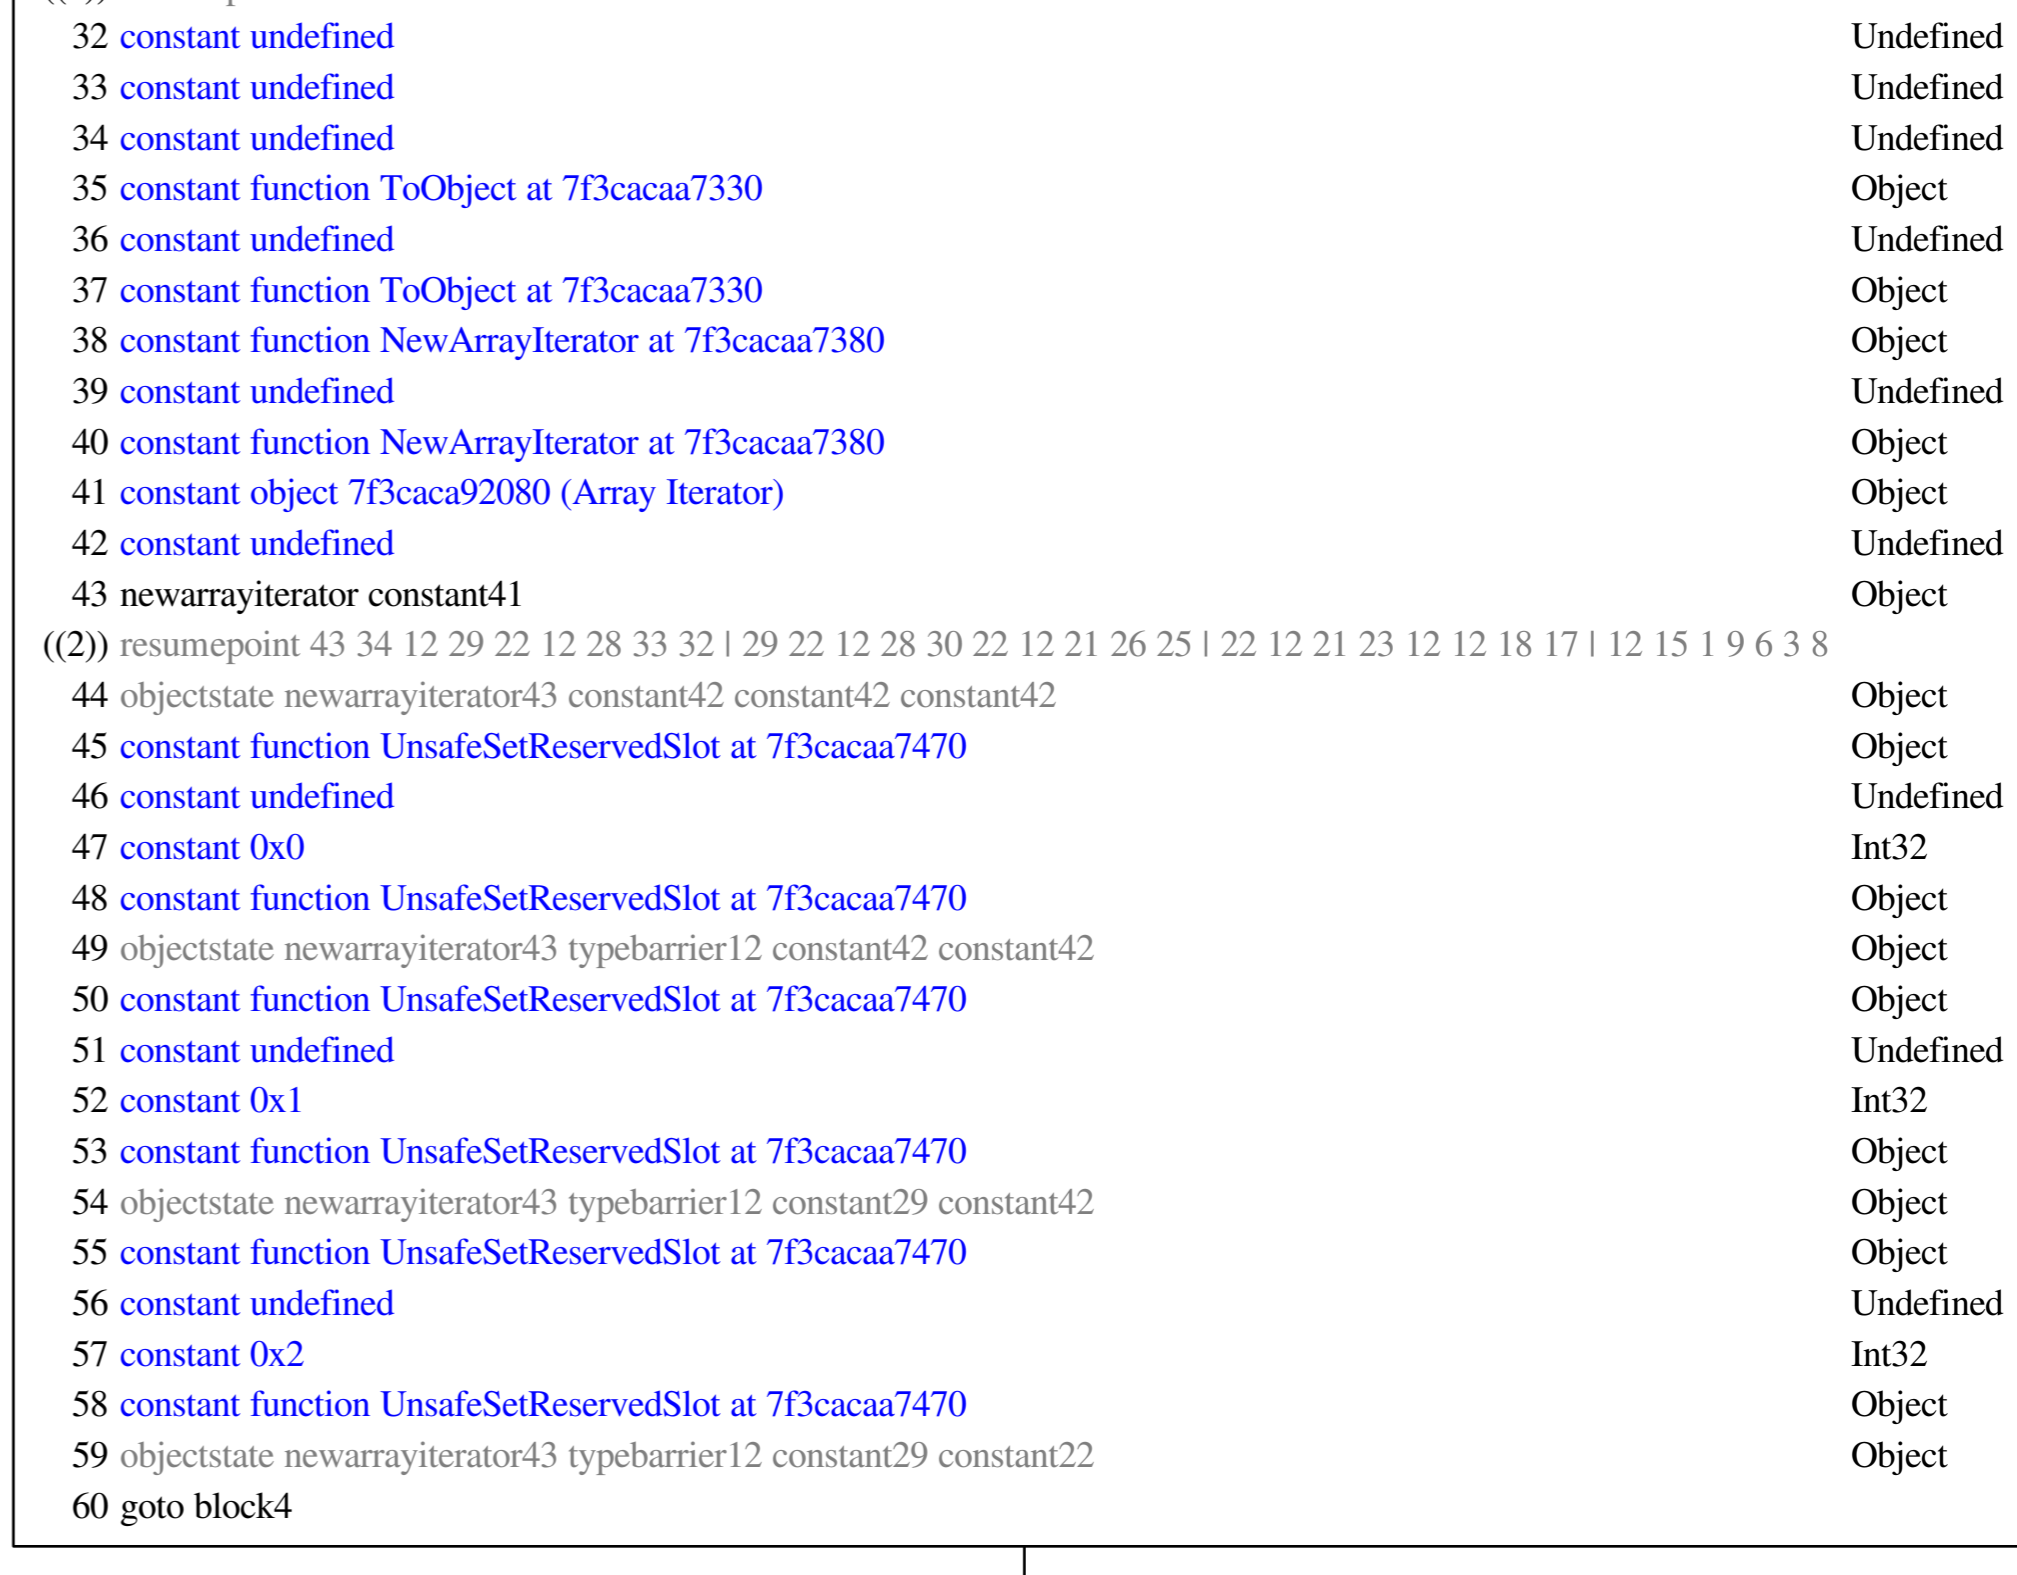 32 constant undefined Undefined
33 constant undefined Undefined
34 constant undefined Undefined
35 constant function ToObject at 7f3cacaa7330 Object
36 constant undefined Undefined
37 constant function ToObject at 7f3cacaa7330 Object
38 constant function NewArrayIterator at 7f3cacaa7380 Object
39 constant undefined Undefined
40 constant function NewArrayIterator at 7f3cacaa7380 Object
41 constant object 7f3caca92080 (Array Iterator) Object
42 constant undefined Undefined
43 newarrayiterator constant41 Object
((2)) resumepoint 43 34 12 29 22 12 28 33 32 | 29 22 12 28 30 22 12 21 26 25 | 22 12 21 23 12 12 18 17 | 12 15 1 9 6 3 8
44 objectstate newarrayiterator43 constant42 constant42 constant42 Object
45 constant function UnsafeSetReservedSlot at 7f3cacaa7470 Object
46 constant undefined Undefined
47 constant 0x0 Int32
48 constant function UnsafeSetReservedSlot at 7f3cacaa7470 Object
49 objectstate newarrayiterator43 typebarrier12 constant42 constant42 Object
50 constant function UnsafeSetReservedSlot at 7f3cacaa7470 Object
51 constant undefined Undefined
52 constant 0x1 Int32
53 constant function UnsafeSetReservedSlot at 7f3cacaa7470 Object
54 objectstate newarrayiterator43 typebarrier12 constant29 constant42 Object
55 constant function UnsafeSetReservedSlot at 7f3cacaa7470 Object
56 constant undefined Undefined
57 constant 0x2 Int32
58 constant function UnsafeSetReservedSlot at 7f3cacaa7470 Object
59 objectstate newarrayiterator43 typebarrier12 constant29 constant22 Object
60 goto block4